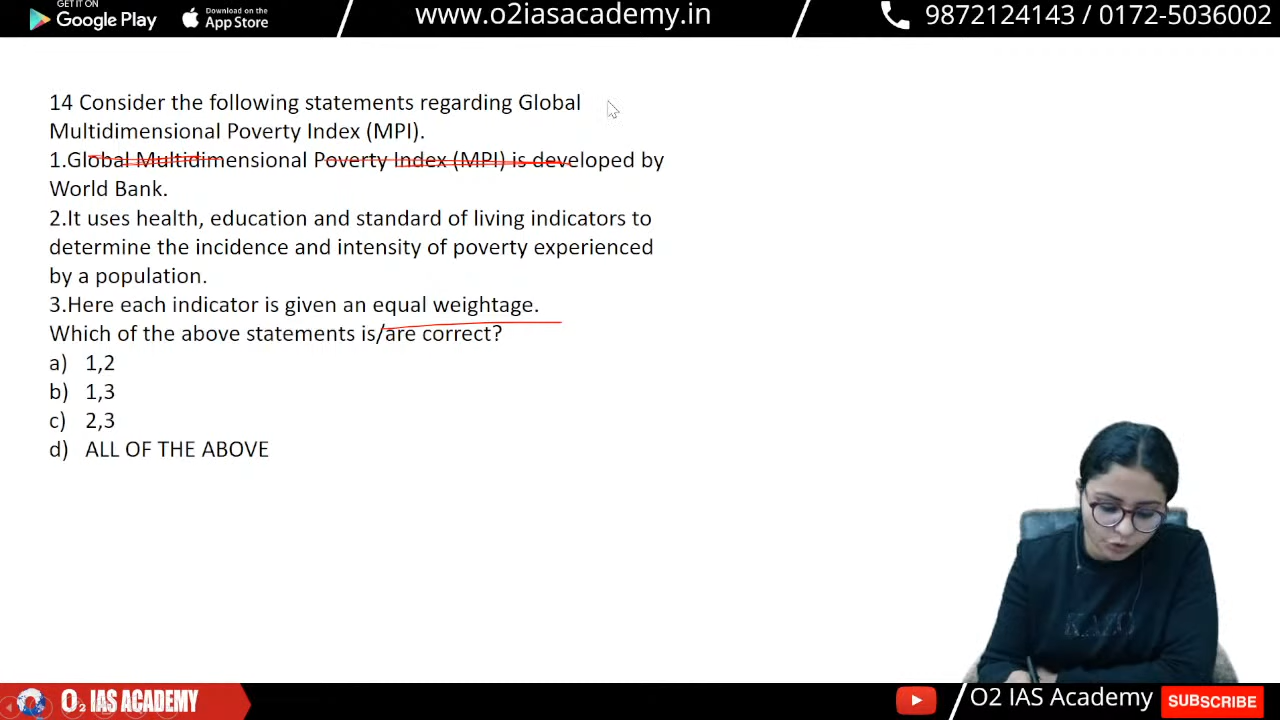 GET IT ON
Google Play
Download on the
App Store
www.o2iasacademy.in
9872124143 / 0172-5036002
14 Consider the following statements regarding Global
Multidimensional Poverty Index (MPI).
1.Global Multidimensional Poverty Index (MPI) is developed by
World Bank.
2.It uses health, education and standard of living indicators to
determine the incidence and intensity of poverty experienced
by a population.
3.Here each indicator is given an equal weightage.
Which of the above statements is/are correct?
a) 1,2
b) 1,3
c) 2,3
d) ALL OF THE ABOVE
KAZO
O2 IAS ACADEMY
O2 IAS Academy
SUBSCRIBE